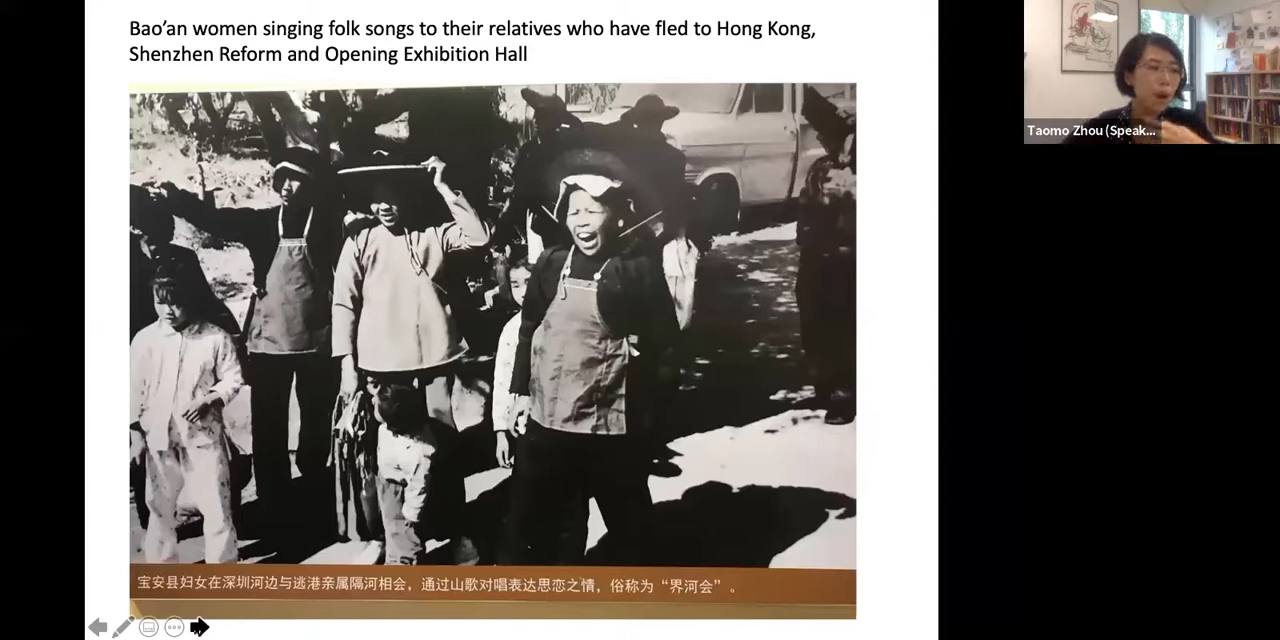 Bao’an women singing folk songs to their relatives who have fled to Hong Kong,
Shenzhen Reform and Opening Exhibition Hall
Taomo Zhou (Speak...
宝安县妇女在深圳河边与逃港亲属隔河相会，通过山歌对唱表达思恋之情，俗称为“界河会”。